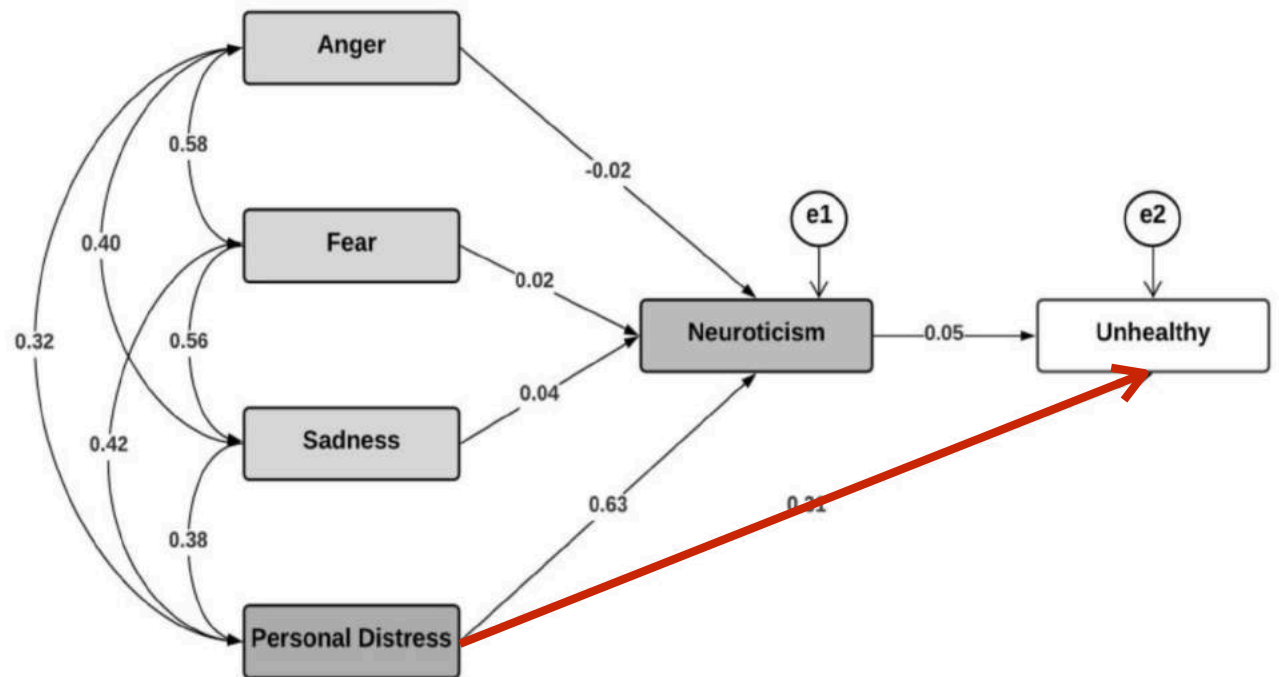 Anger
0.58
-0.02
0.40
Fear
0.02
e1
e2
0.32
0.56
Neuroticism
0.05
Unhealthy
0.04
0.42
Sadness
0.38
0.63
Personal Distress